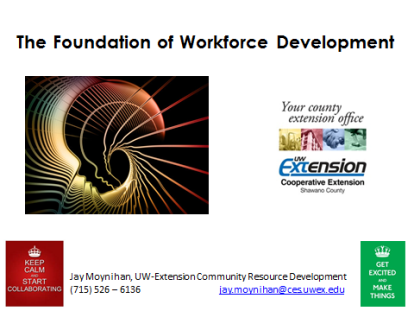 The Foundation of Workforce Development
Your county
extension office
UW
Extension
Cooperative Extension
Shawano County
KEEP
CALM
AND
START
COLLABORATING
Jay Moynihan, UW-Extension Community Resource Development
(715) 526 – 6136 jay.moynihan@ces.uwex.edu
GET
EXCITED
AND
MAKE
THINGS